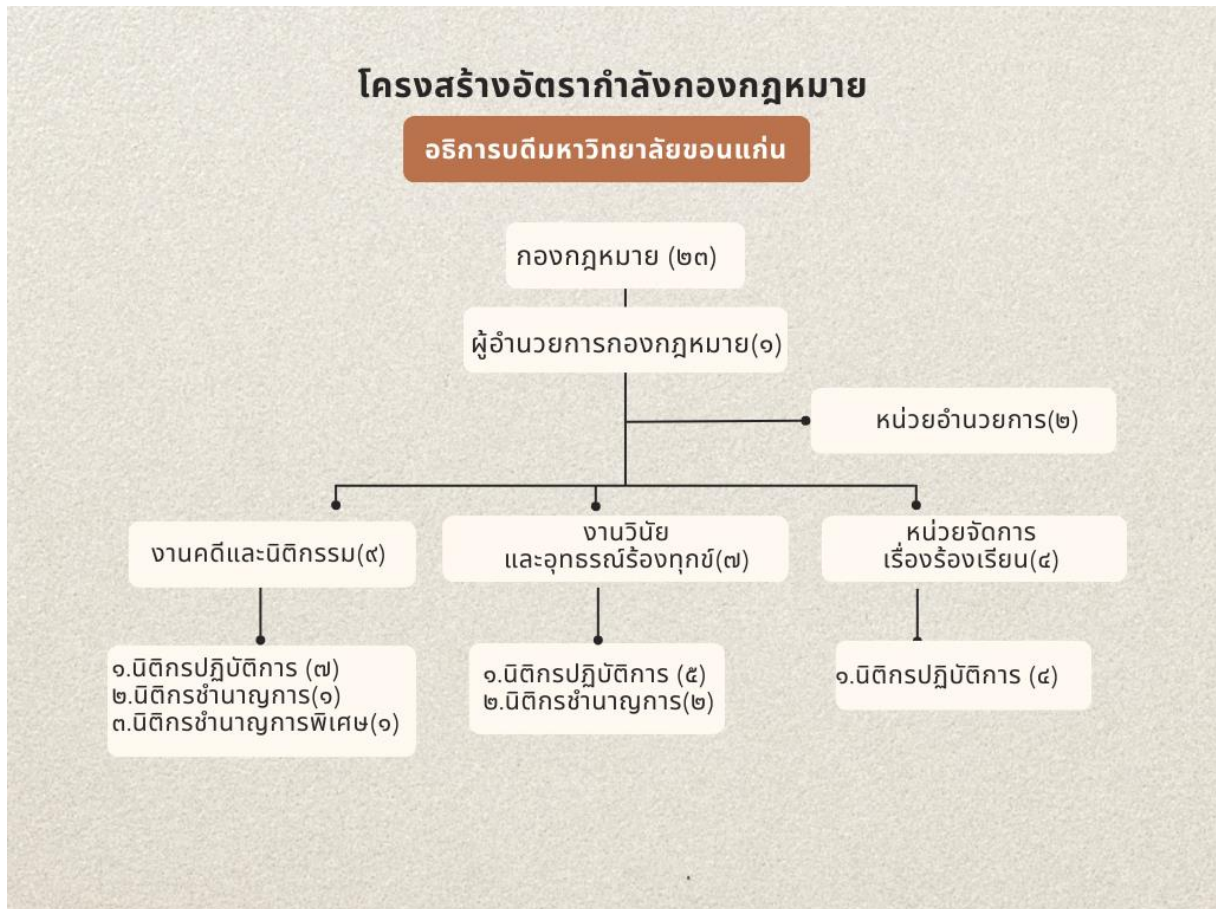 โครงสร้างอัตรากำลังกองกฎหมาย
อธิการบดีมหาวิทยาลัยขอนแก่น
กองกฎหมาย (๒๓)
ผู้อำนวยการกองกฎหมาย(๑)
หน่วยอำนวยการ(๒)
งานคดีและนิติกรรม(๙)
งานวินัย
และอุทธรณ์ร้องทุกข์(๗)
หน่วยจัดการ
เรื่องร้องเรียน(๔)
๑.นิติกรปฏิบัติการ (๗)
๒.นิติกรชำนาญการ(๑)
๓.นิติกรชำนาญการพิเศษ(๑)
๑.นิติกรปฏิบัติการ (๕)
๒.นิติกรชำนาญการ(๒)
๑.นิติกรปฏิบัติการ (๔)